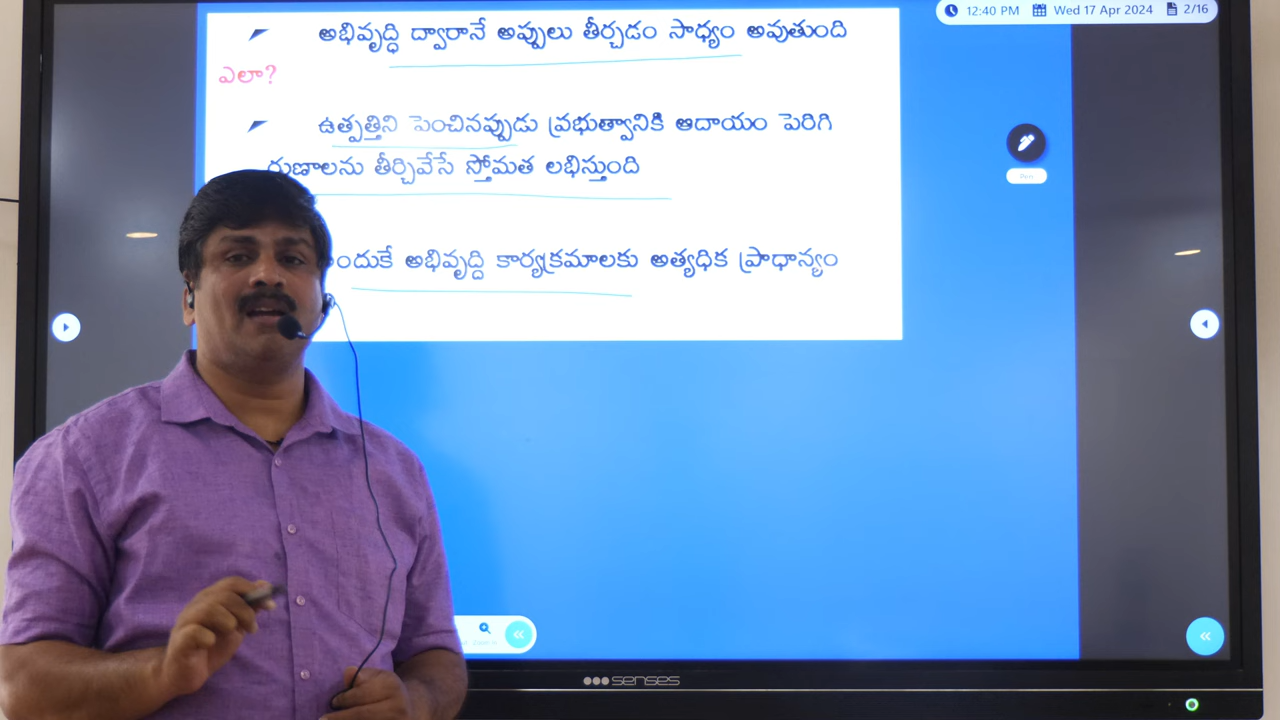 12:40 PM Wed 17 Apr 2024 2/16
అభివృద్ధి ద్వారానే అప్పులు తీర్చడం సాధ్యం అవుతుంది
ఎలా?
ఉత్పత్తిని పెంచినప్పుడు ప్రభుత్వానికి ఆదాయం పెరిగి
రుణాలను తీర్చివేసే స్తోమత లభిస్తుంది
అభివృద్ది కార్యక్రమాలకు అత్యధిక ప్రాధాన్యం
Pen
senses